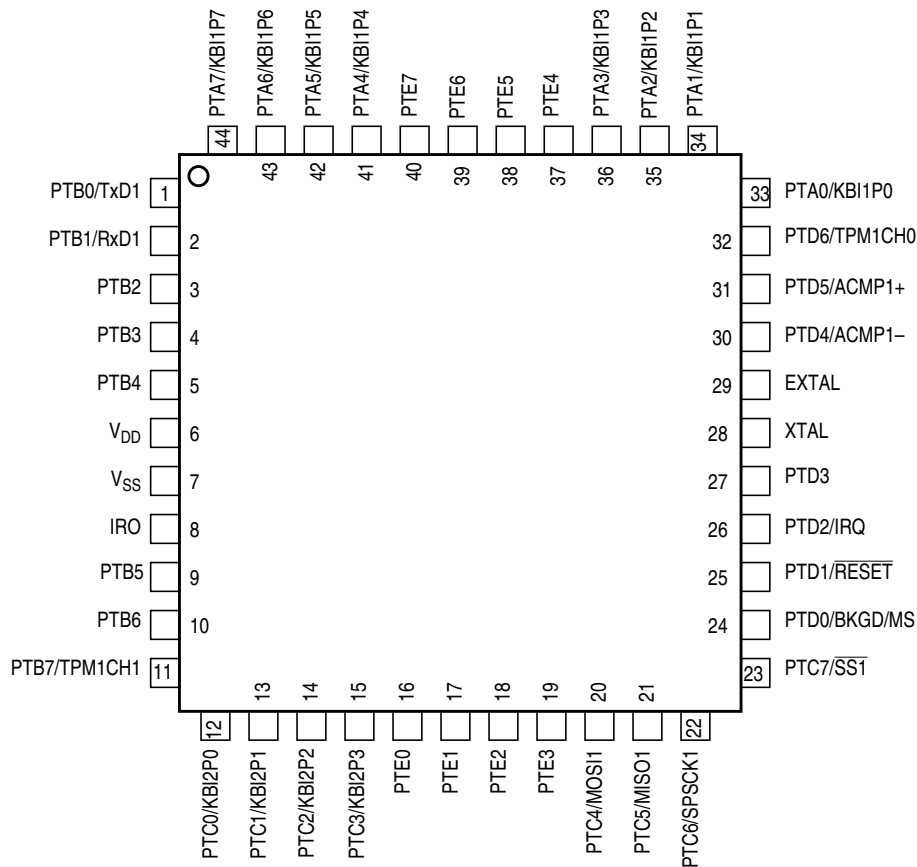 PTA7/KBI1P7
PTA6/KBI1P6
PTA5/KBI1P5
PTA4/KBI1P4
PTE7
PTE6
PTE5
PTE4
PTA3/KBI1P3
PTA2/KBI1P2
PTA1/KBI1P1
44
43
42
41
40
39
38
37
36
35
34
PTB0/TxD1 1
PTB1/RxD1 2
PTB2 3
PTB3 4
PTB4 5
VDD 6
VSS 7
IRO 8
PTB5 9
PTB6 10
PTB7/TPM1CH1 11
33 PTA0/KBI1P0
32 PTD6/TPM1CH0
31 PTD5/ACMP1+
30 PTD4/ACMP1–
29 EXTAL
28 XTAL
27 PTD3
26 PTD2/IRQ
25 PTD1/RESET
24 PTD0/BKGD/MS
23 PTC7/SS1
12
13
14
15
16
17
18
19
20
21
22
PTC0/KBI2P0
PTC1/KBI2P1
PTC2/KBI2P2
PTC3/KBI2P3
PTE0
PTE1
PTE2
PTE3
PTC4/MOSI1
PTC5/MISO1
PTC6/SPSCK1